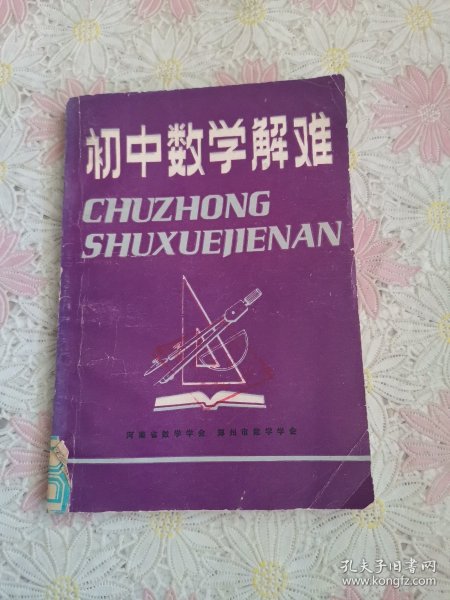 初中数学解难
CHUZHONG
SHUXUEJIENAN
河南省数学学会 郑州市数学学会
孔夫子旧书网
www.kongfz.com